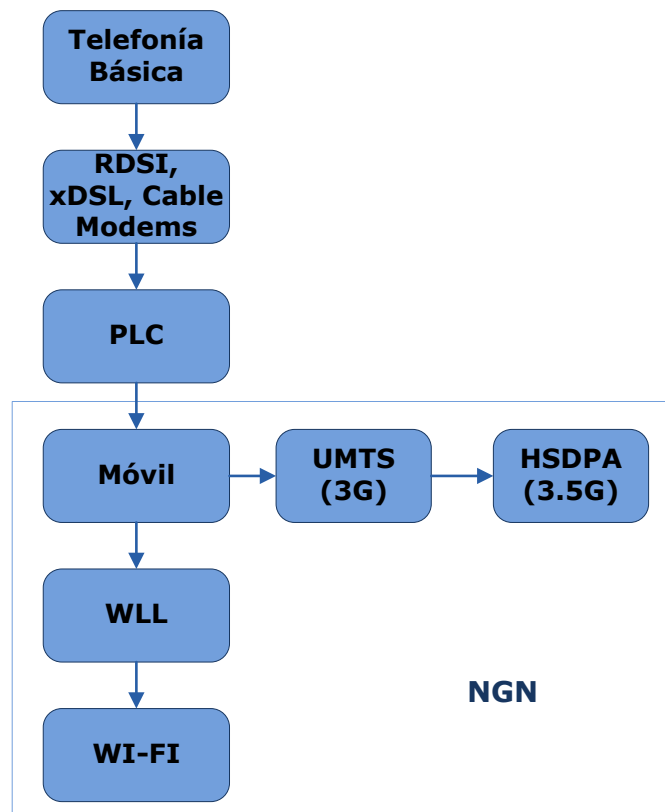 Telefonía
Básica
RDSI,
xDSL, Cable
Modems
PLC
Móvil
UMTS
(3G)
HSDPA
(3.5G)
WLL
NGN
WI-FI